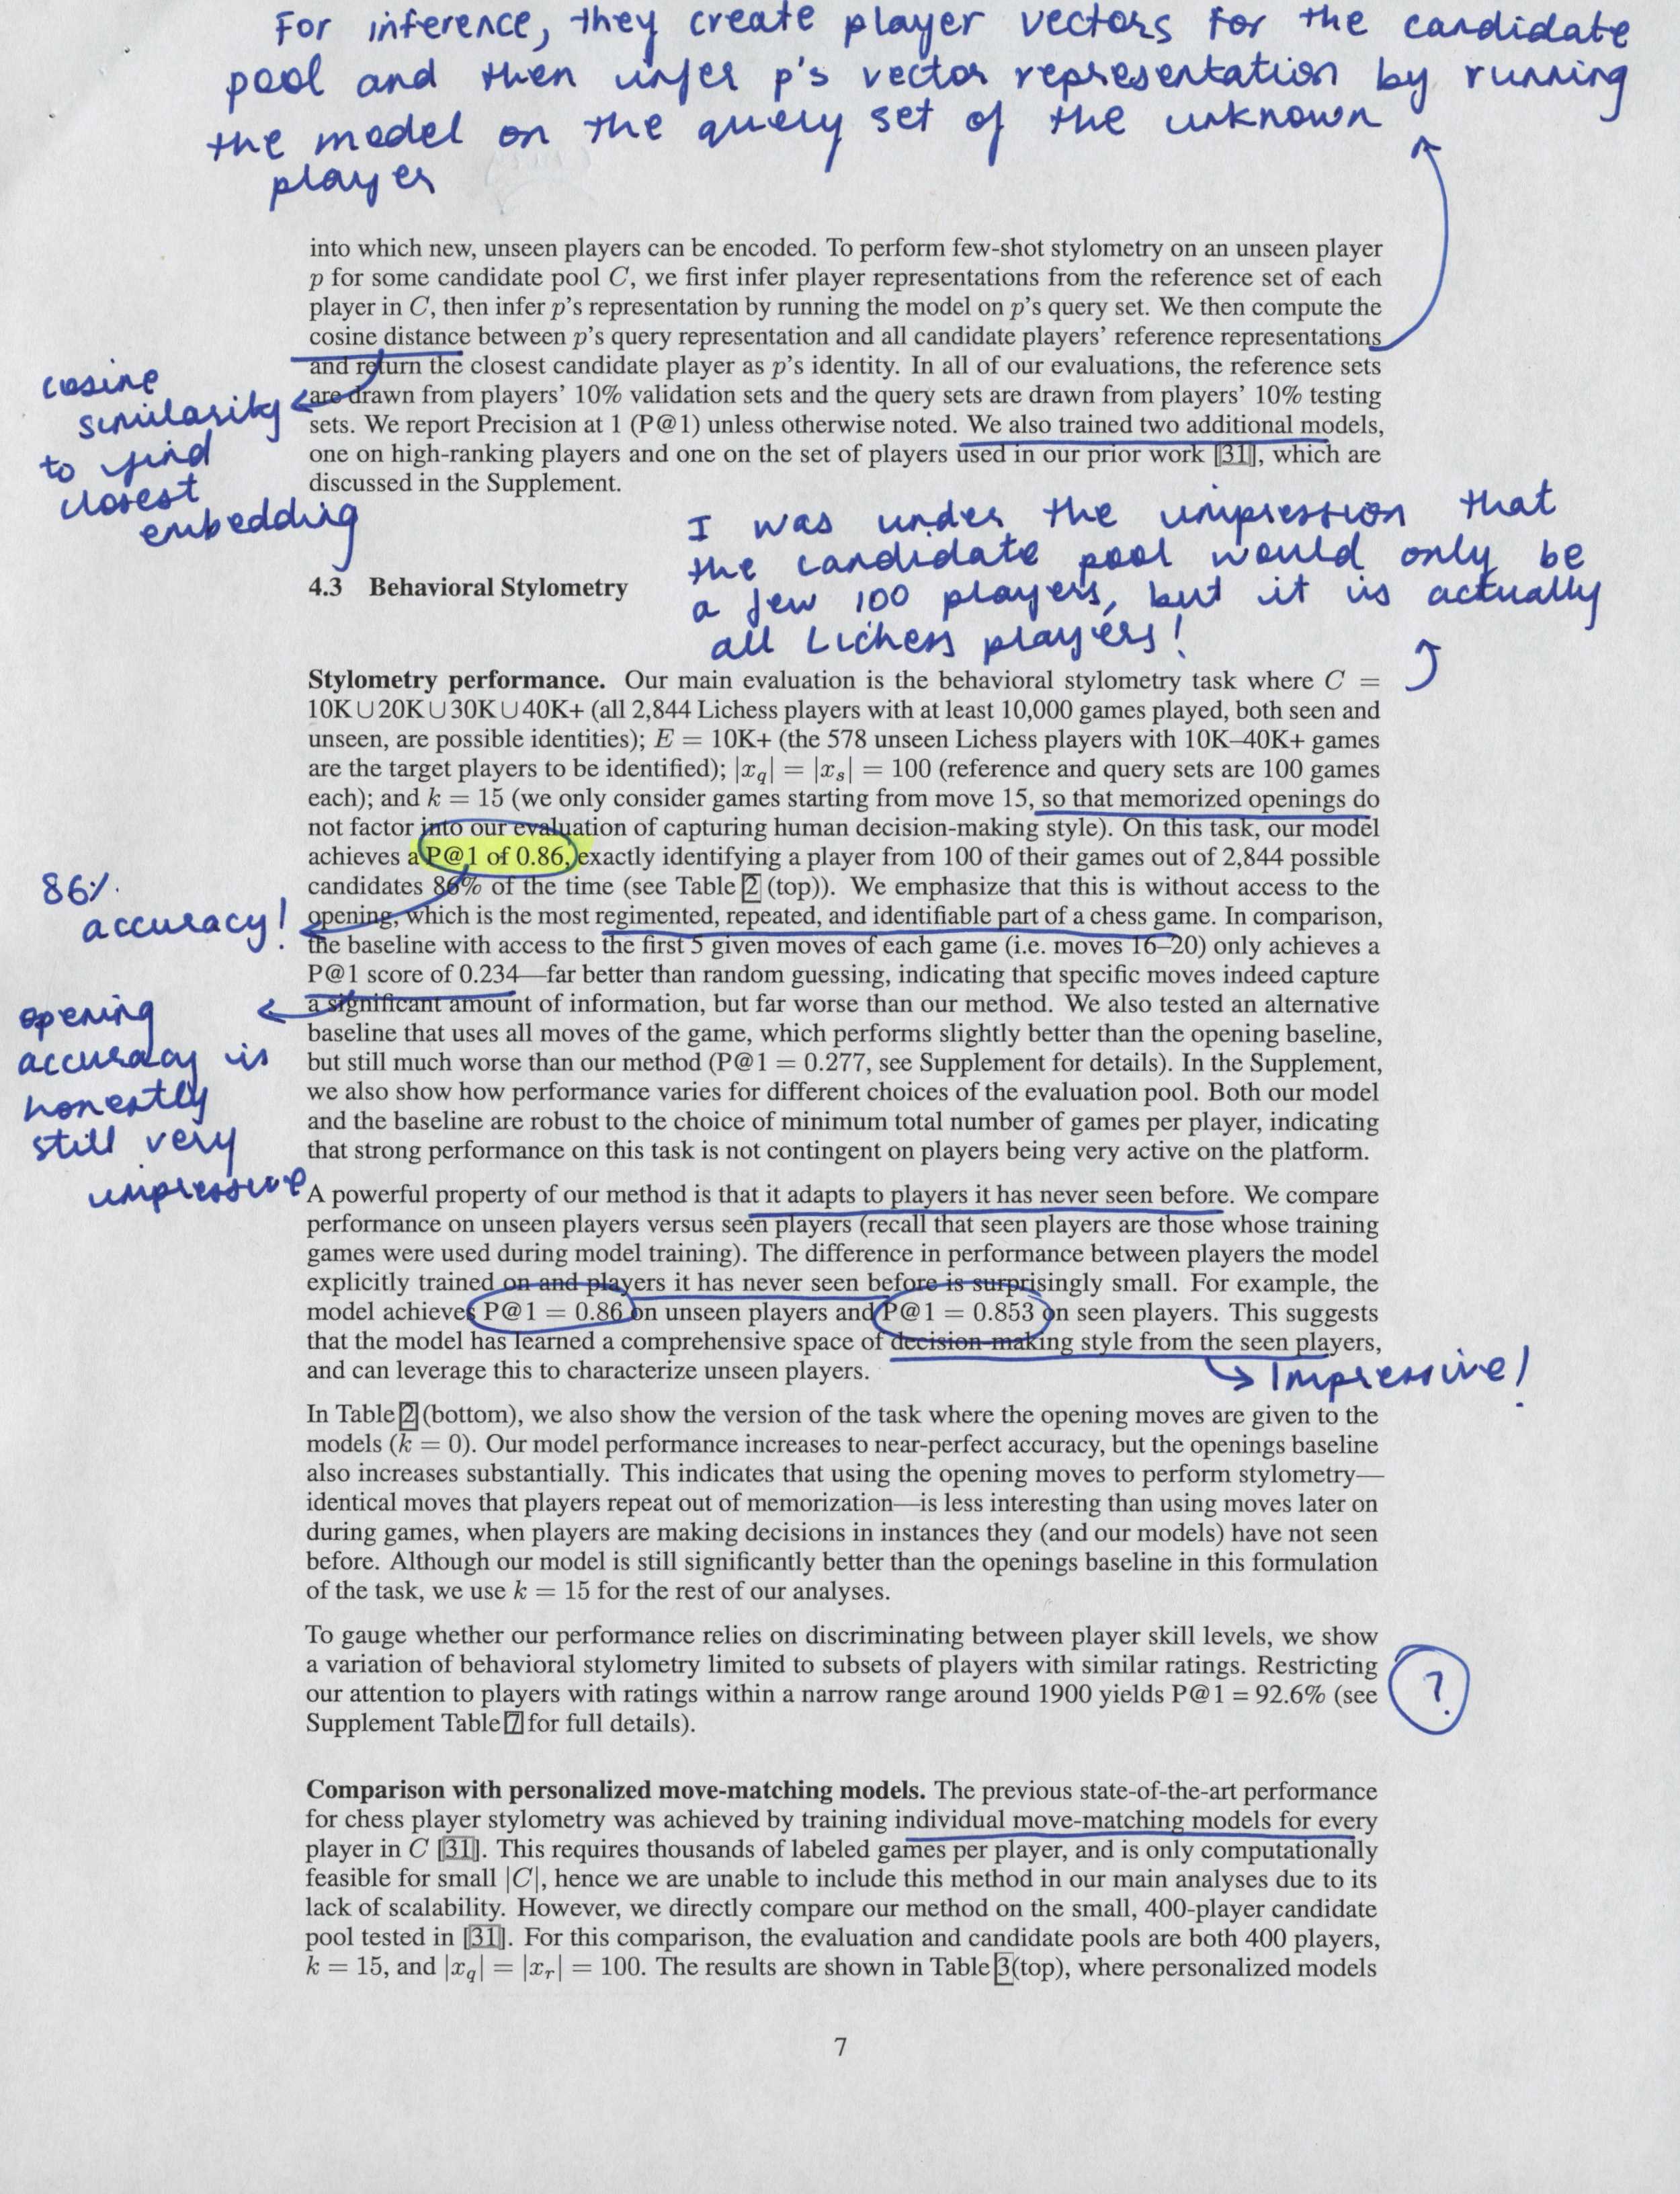 For inference, they create player vectors for the candidate
pool and then infer p's vector representation by running
the model on the query set of the unknown
player
into which new, unseen players can be encoded. To perform few-shot stylometry on an unseen player
p for some candidate pool C, we first infer player representations from the reference set of each
player in C, then infer p's representation by running the model on p's query set. We then compute the
cosine distance between p's query representation and all candidate players' reference representations
and return the closest candidate player as p's identity. In all of our evaluations, the reference sets
are drawn from players' 10% validation sets and the query sets are drawn from players' 10% testing
sets. We report Precision at 1 (P@1) unless otherwise noted. We also trained two additional models,
one on high-ranking players and one on the set of players used in our prior work [31], which are
discussed in the Supplement.
cosine
similarity
to find
closest
embedding
I was under the impression that
the candidate pool would only be
a few 100 players, but it is actually
all Lichess players!
4.3 Behavioral Stylometry
Stylometry performance. Our main evaluation is the behavioral stylometry task where C =
10K∪20K∪30K∪40K+ (all 2,844 Lichess players with at least 10,000 games played, both seen and
unseen, are possible identities); E = 10K+ (the 578 unseen Lichess players with 10K–40K+ games
are the target players to be identified); |x_q| = |x_s| = 100 (reference and query sets are 100 games
each); and k = 15 (we only consider games starting from move 15, so that memorized openings do
not factor into our evaluation of capturing human decision-making style). On this task, our model
achieves a P@1 of 0.86, exactly identifying a player from 100 of their games out of 2,844 possible
candidates 86% of the time (see Table 2 (top)). We emphasize that this is without access to the
opening, which is the most regimented, repeated, and identifiable part of a chess game. In comparison,
the baseline with access to the first 5 given moves of each game (i.e. moves 16–20) only achieves a
P@1 score of 0.234—far better than random guessing, indicating that specific moves indeed capture
a significant amount of information, but far worse than our method. We also tested an alternative
baseline that uses all moves of the game, which performs slightly better than the opening baseline,
but still much worse than our method (P@1 = 0.277, see Supplement for details). In the Supplement,
we also show how performance varies for different choices of the evaluation pool. Both our model
and the baseline are robust to the choice of minimum total number of games per player, indicating
that strong performance on this task is not contingent on players being very active on the platform.
86%
accuracy!
opening
accuracy is
honestly
still very
impressive
A powerful property of our method is that it adapts to players it has never seen before. We compare
performance on unseen players versus seen players (recall that seen players are those whose training
games were used during model training). The difference in performance between players the model
explicitly trained on and players it has never seen before is surprisingly small. For example, the
model achieves P@1 = 0.86 on unseen players and P@1 = 0.853 on seen players. This suggests
that the model has learned a comprehensive space of decision-making style from the seen players,
and can leverage this to characterize unseen players.
Impressive!
In Table 2 (bottom), we also show the version of the task where the opening moves are given to the
models (k = 0). Our model performance increases to near-perfect accuracy, but the openings baseline
also increases substantially. This indicates that using the opening moves to perform stylometry—
identical moves that players repeat out of memorization—is less interesting than using moves later on
during games, when players are making decisions in instances they (and our models) have not seen
before. Although our model is still significantly better than the openings baseline in this formulation
of the task, we use k = 15 for the rest of our analyses.
To gauge whether our performance relies on discriminating between player skill levels, we show
a variation of behavioral stylometry limited to subsets of players with similar ratings. Restricting
our attention to players with ratings within a narrow range around 1900 yields P@1 = 92.6% (see
Supplement Table 7 for full details).
?
Comparison with personalized move-matching models. The previous state-of-the-art performance
for chess player stylometry was achieved by training individual move-matching models for every
player in C [31]. This requires thousands of labeled games per player, and is only computationally
feasible for small |C|, hence we are unable to include this method in our main analyses due to its
lack of scalability. However, we directly compare our method on the small, 400-player candidate
pool tested in [31]. For this comparison, the evaluation and candidate pools are both 400 players,
k = 15, and |x_q| = |x_r| = 100. The results are shown in Table 3(top), where personalized models
7